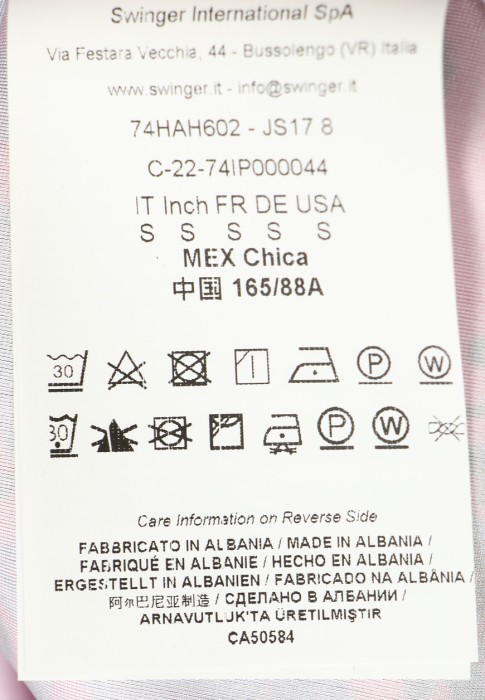 Swinger International SpA
Via Festara Vecchia, 44 - Bussolengo (VR) Italia
www.swinger.it - info@swinger.it
74HAH602 - JS17 8
C-22-74IP000044
IT Inch FR DE USA
S S S S S
MEX Chica
中国 165/88A
30 P W
30 P W
Care Information on Reverse Side
FABBRICATO IN ALBANIA / MADE IN ALBANIA /
FABRIQUÉ EN ALBANIE / HECHO EN ALBANIA /
ERGESTELLT IN ALBANIEN / FABRICADO NA ALBÂNIA /
阿尔巴尼亚制造 / СДЕЛАНО В АЛБАНИИ /
ARNAVUTLUK'TA ÜRETILMIŞTIR
CA50584